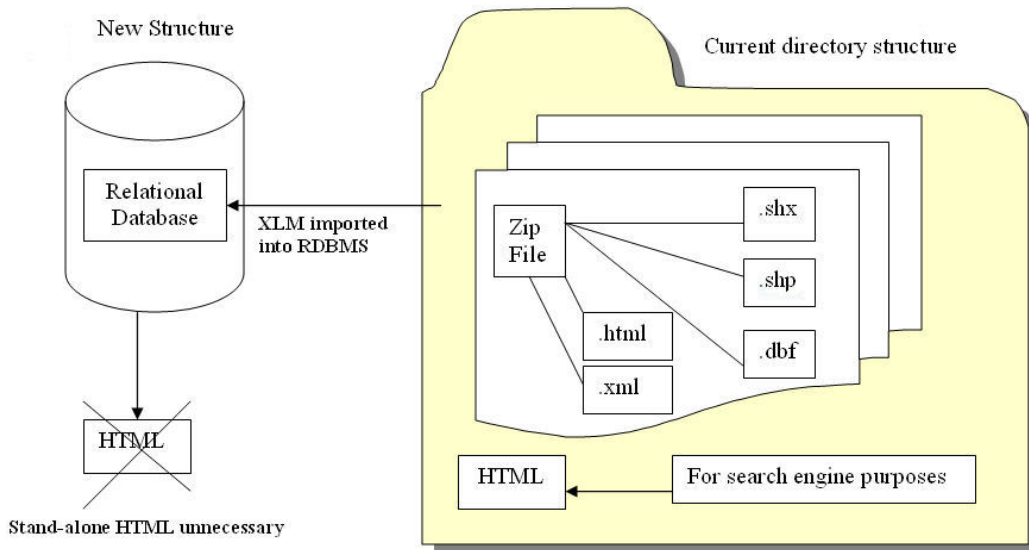 New Structure
Current directory structure
Relational
Database
XLM imported
into RDBMS
Zip
File
.shx
.shp
.dbf
.html
.xml
HTML
Stand-alone HTML unnecessary
HTML
For search engine purposes